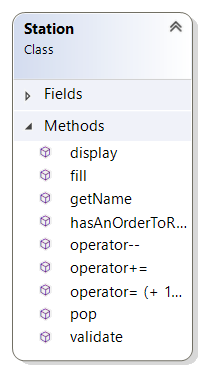 Station
Class
Fields
Methods
display
fill
getName
hasAnOrderToR...
operator--
operator+=
operator= (+ 1...
pop
validate